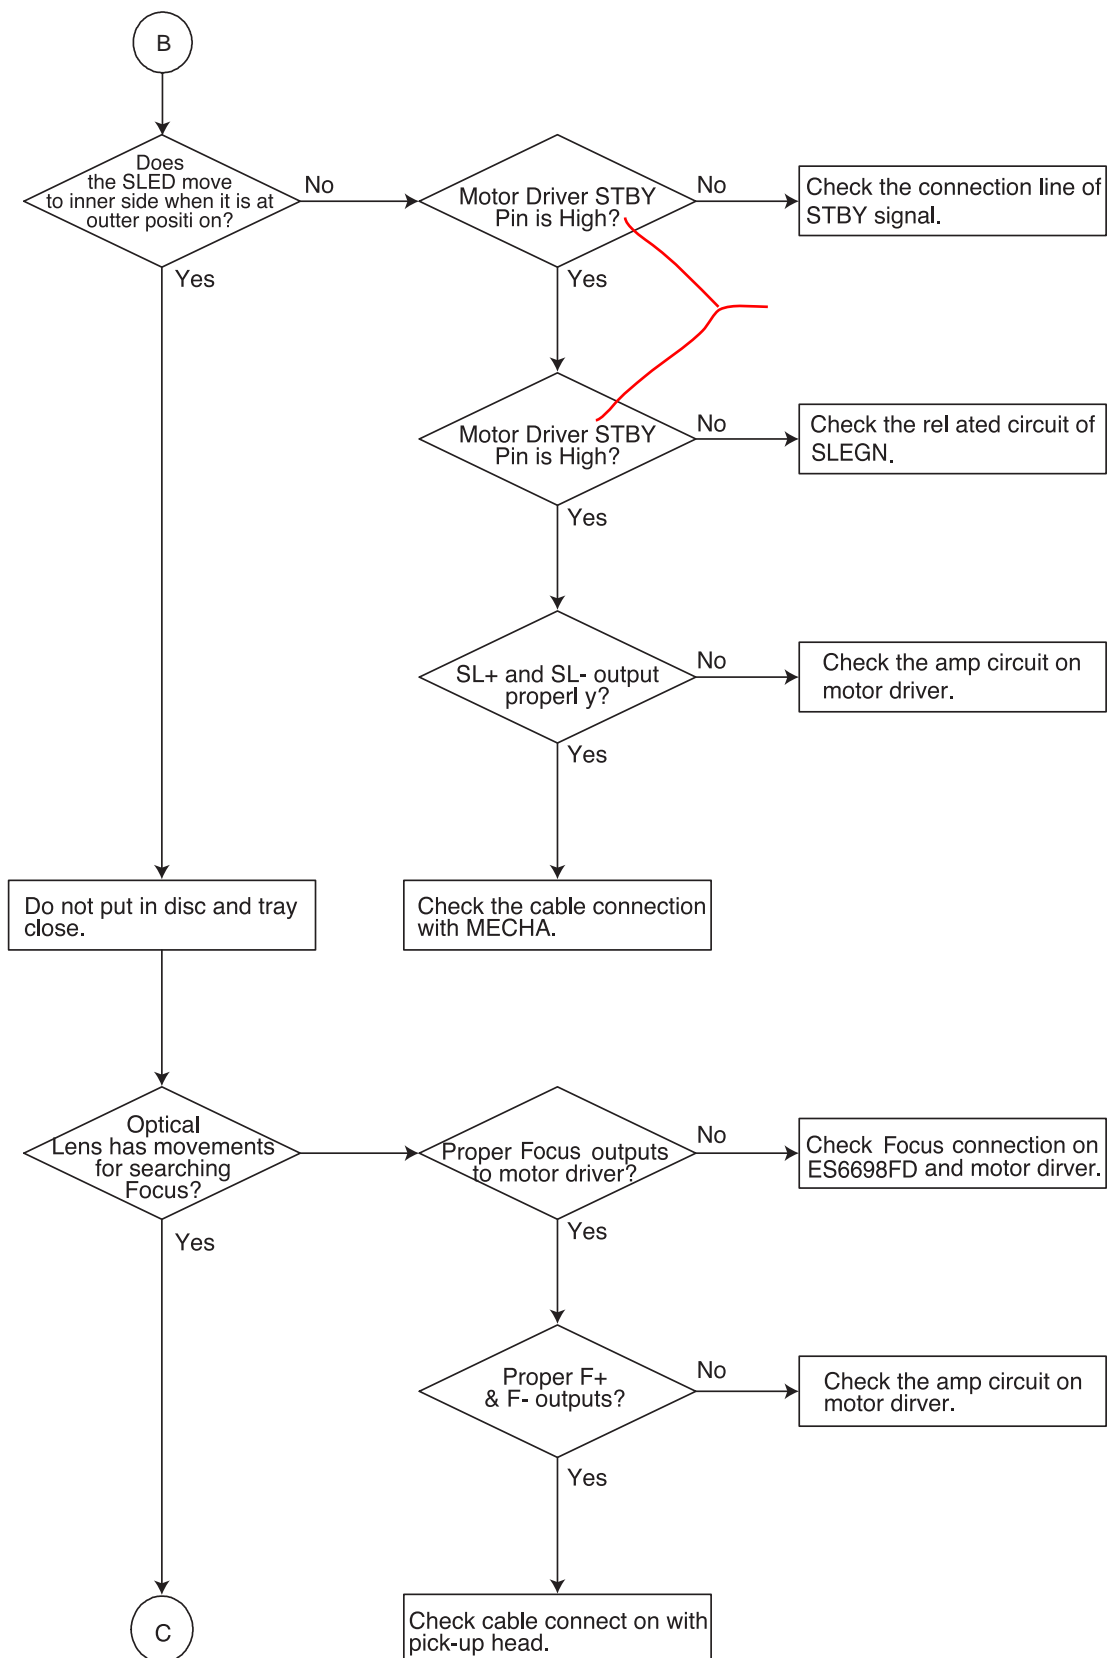 B
Does
the SLED move
to inner side when it is at
outter positi on?
No
Yes
Motor Driver STBY
Pin is High?
No
Yes
Check the connection line of
STBY signal.
Motor Driver STBY
Pin is High?
No
Yes
Check the rel ated circuit of
SLEGN.
SL+ and SL- output
properl y?
No
Yes
Check the amp circuit on
motor driver.
Do not put in disc and tray
close.
Check the cable connection
with MECHA.
Optical
Lens has movements
for searching
Focus?
Yes
Proper Focus outputs
to motor driver?
No
Yes
Check Focus connection on
ES6698FD and motor dirver.
Proper F+
& F- outputs?
No
Yes
Check the amp circuit on
motor dirver.
C
Check cable connect on with
pick-up head.